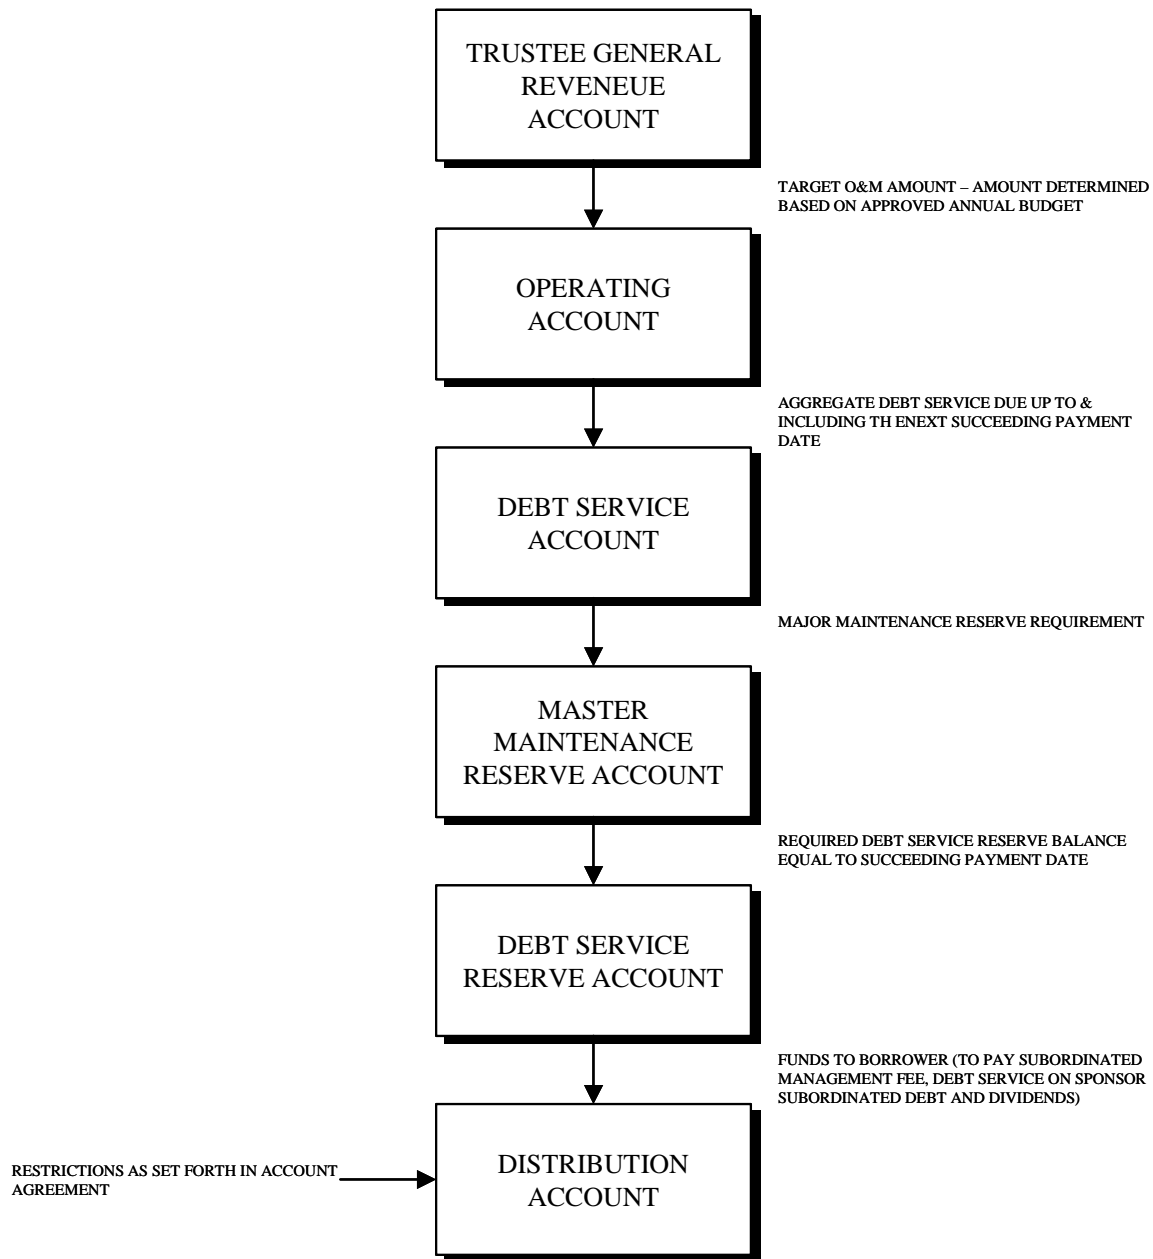 TRUSTEE GENERAL
REVENEUE
ACCOUNT
TARGET O&M AMOUNT – AMOUNT DETERMINED
BASED ON APPROVED ANNUAL BUDGET
OPERATING
ACCOUNT
AGGREGATE DEBT SERVICE DUE UP TO &
INCLUDING TH ENEXT SUCCEEDING PAYMENT
DATE
DEBT SERVICE
ACCOUNT
MAJOR MAINTENANCE RESERVE REQUIREMENT
MASTER
MAINTENANCE
RESERVE ACCOUNT
REQUIRED DEBT SERVICE RESERVE BALANCE
EQUAL TO SUCCEEDING PAYMENT DATE
DEBT SERVICE
RESERVE ACCOUNT
FUNDS TO BORROWER (TO PAY SUBORDINATED
MANAGEMENT FEE, DEBT SERVICE ON SPONSOR
SUBORDINATED DEBT AND DIVIDENDS)
RESTRICTIONS AS SET FORTH IN ACCOUNT
AGREEMENT
DISTRIBUTION
ACCOUNT